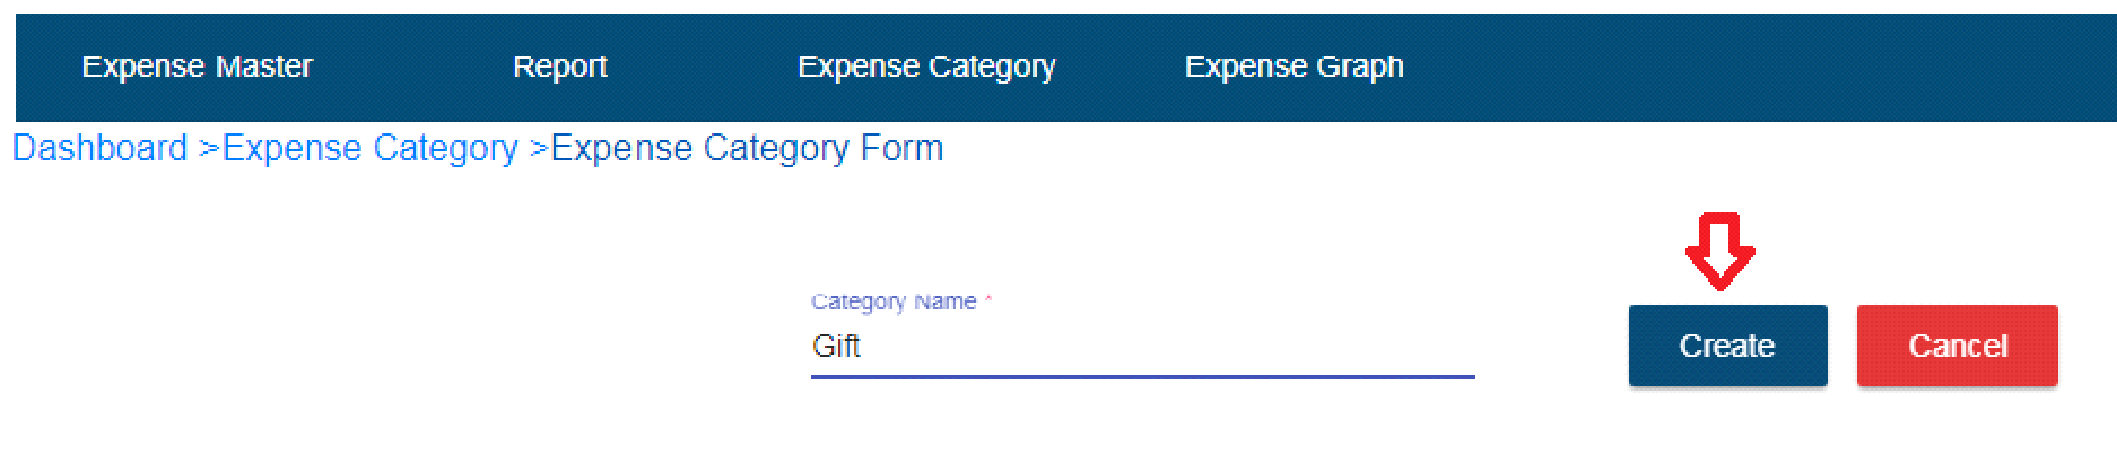 Expense Master Report Expense Category Expense Graph
Dashboard >Expense Category >Expense Category Form
Category Name *
Gift
Create Cancel